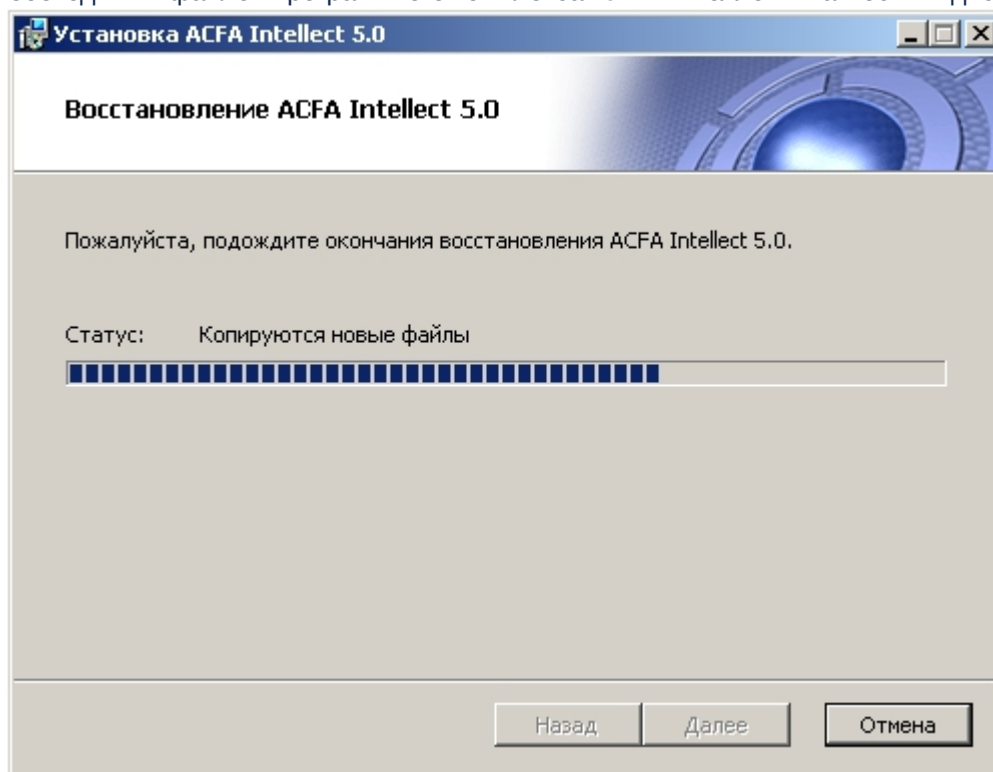 Установка ACFA Intellect 5.0
Восстановление ACFA Intellect 5.0
Пожалуйста, подождите окончания восстановления ACFA Intellect 5.0.
Статус: Копируются новые файлы
Назад Далее Отмена